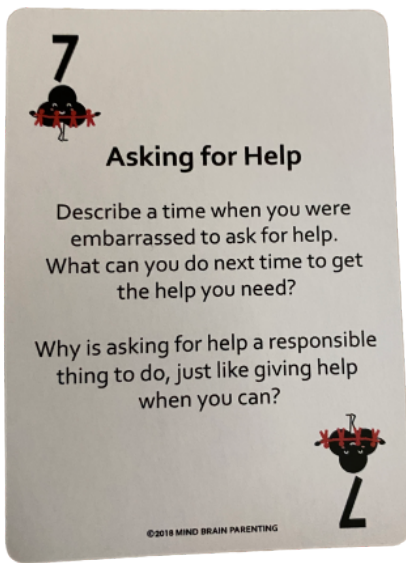 7
Asking for Help
Describe a time when you were
embarrassed to ask for help.
What can you do next time to get
the help you need?
Why is asking for help a responsible
thing to do, just like giving help
when you can?
©2018 MIND BRAIN PARENTING
7